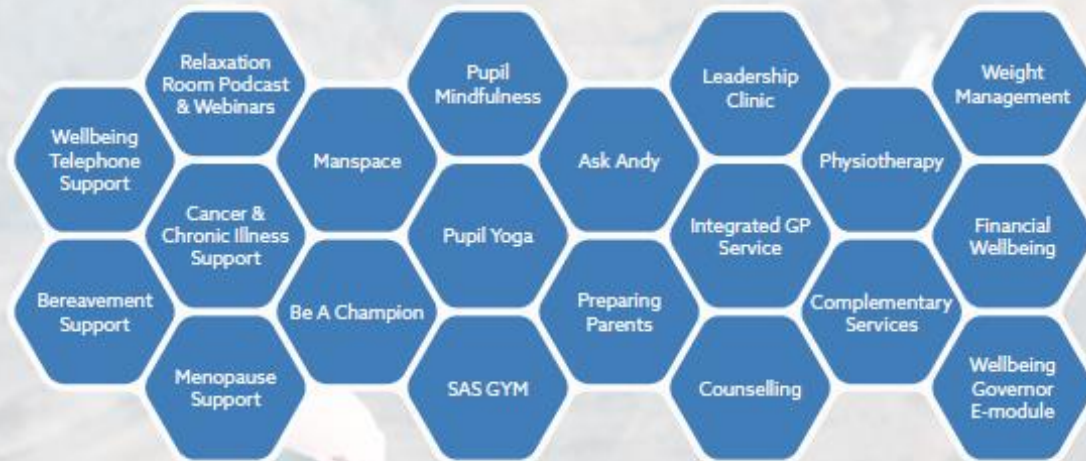 Relaxation
Room Podcast
& Webinars
Pupil
Mindfulness
Leadership
Clinic
Weight
Management
Wellbeing
Telephone
Support
Manspace
Ask Andy
Physiotherapy
Cancer &
Chronic Illness
Support
Pupil Yoga
Integrated GP
Service
Financial
Wellbeing
Bereavement
Support
Be A Champion
Preparing
Parents
Complementary
Services
Menopause
Support
SAS GYM
Counselling
Wellbeing
Governor
E-module